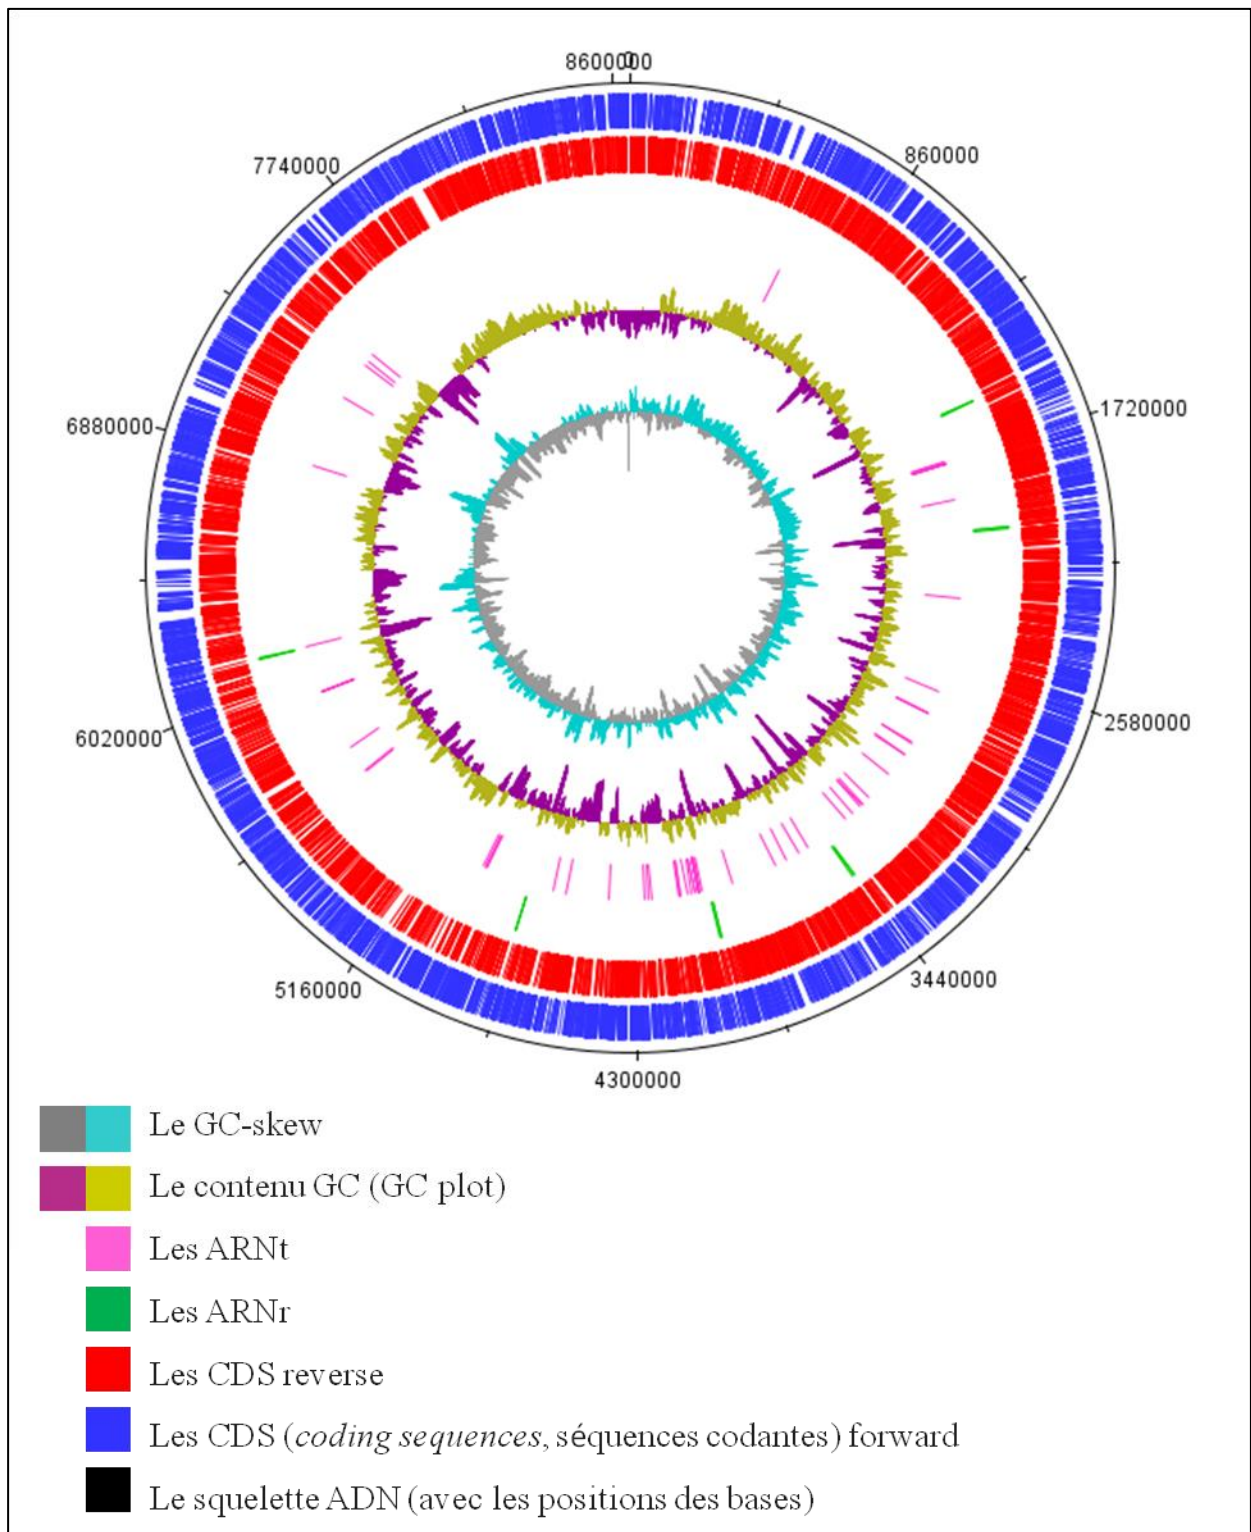 8600000
0
7740000
860000
6880000
1720000
6020000
2580000
5160000
3440000
4300000
Le GC-skew
Le contenu GC (GC plot)
Les ARNt
Les ARNr
Les CDS reverse
Les CDS (coding sequences, séquences codantes) forward
Le squelette ADN (avec les positions des bases)